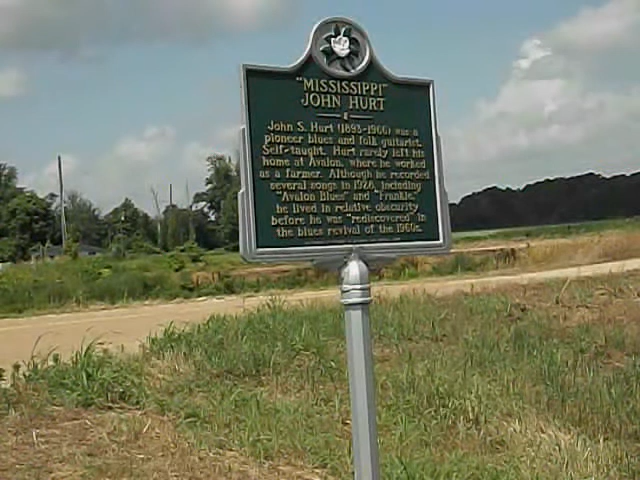 "MISSISSIPPI"
JOHN HURT
John S. Hurt (1893-1966) was a
pioneer blues and folk guitarist.
Self-taught, Hurt rarely left his
home at Avalon, where he worked
as a farmer. Although he recorded
several songs in 1928, including
"Avalon Blues" and "Frankie,"
he lived in relative obscurity
before he was "rediscovered" in
the blues revival of the 1960s.